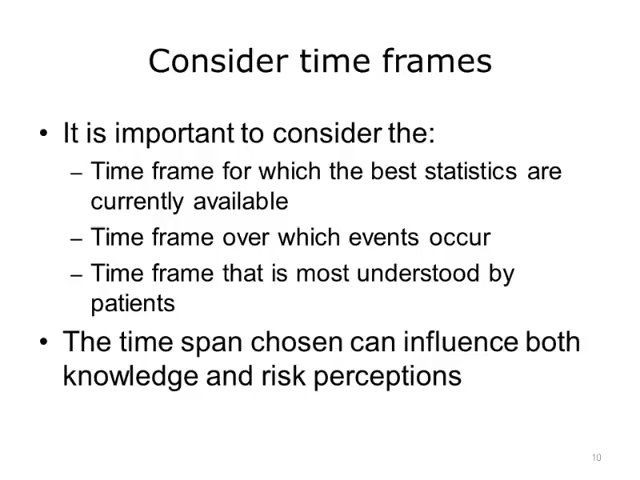 Consider time frames
• It is important to consider the:
– Time frame for which the best statistics are
currently available
– Time frame over which events occur
– Time frame that is most understood by
patients
• The time span chosen can influence both
knowledge and risk perceptions
10